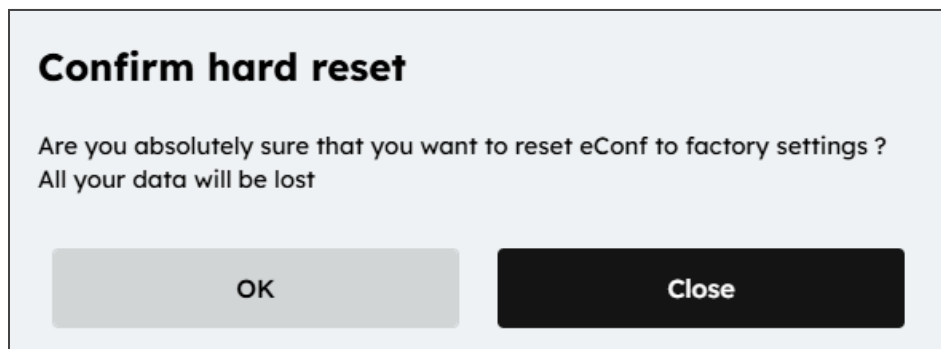 Confirm hard reset
Are you absolutely sure that you want to reset eConf to factory settings ?
All your data will be lost
OK
Close